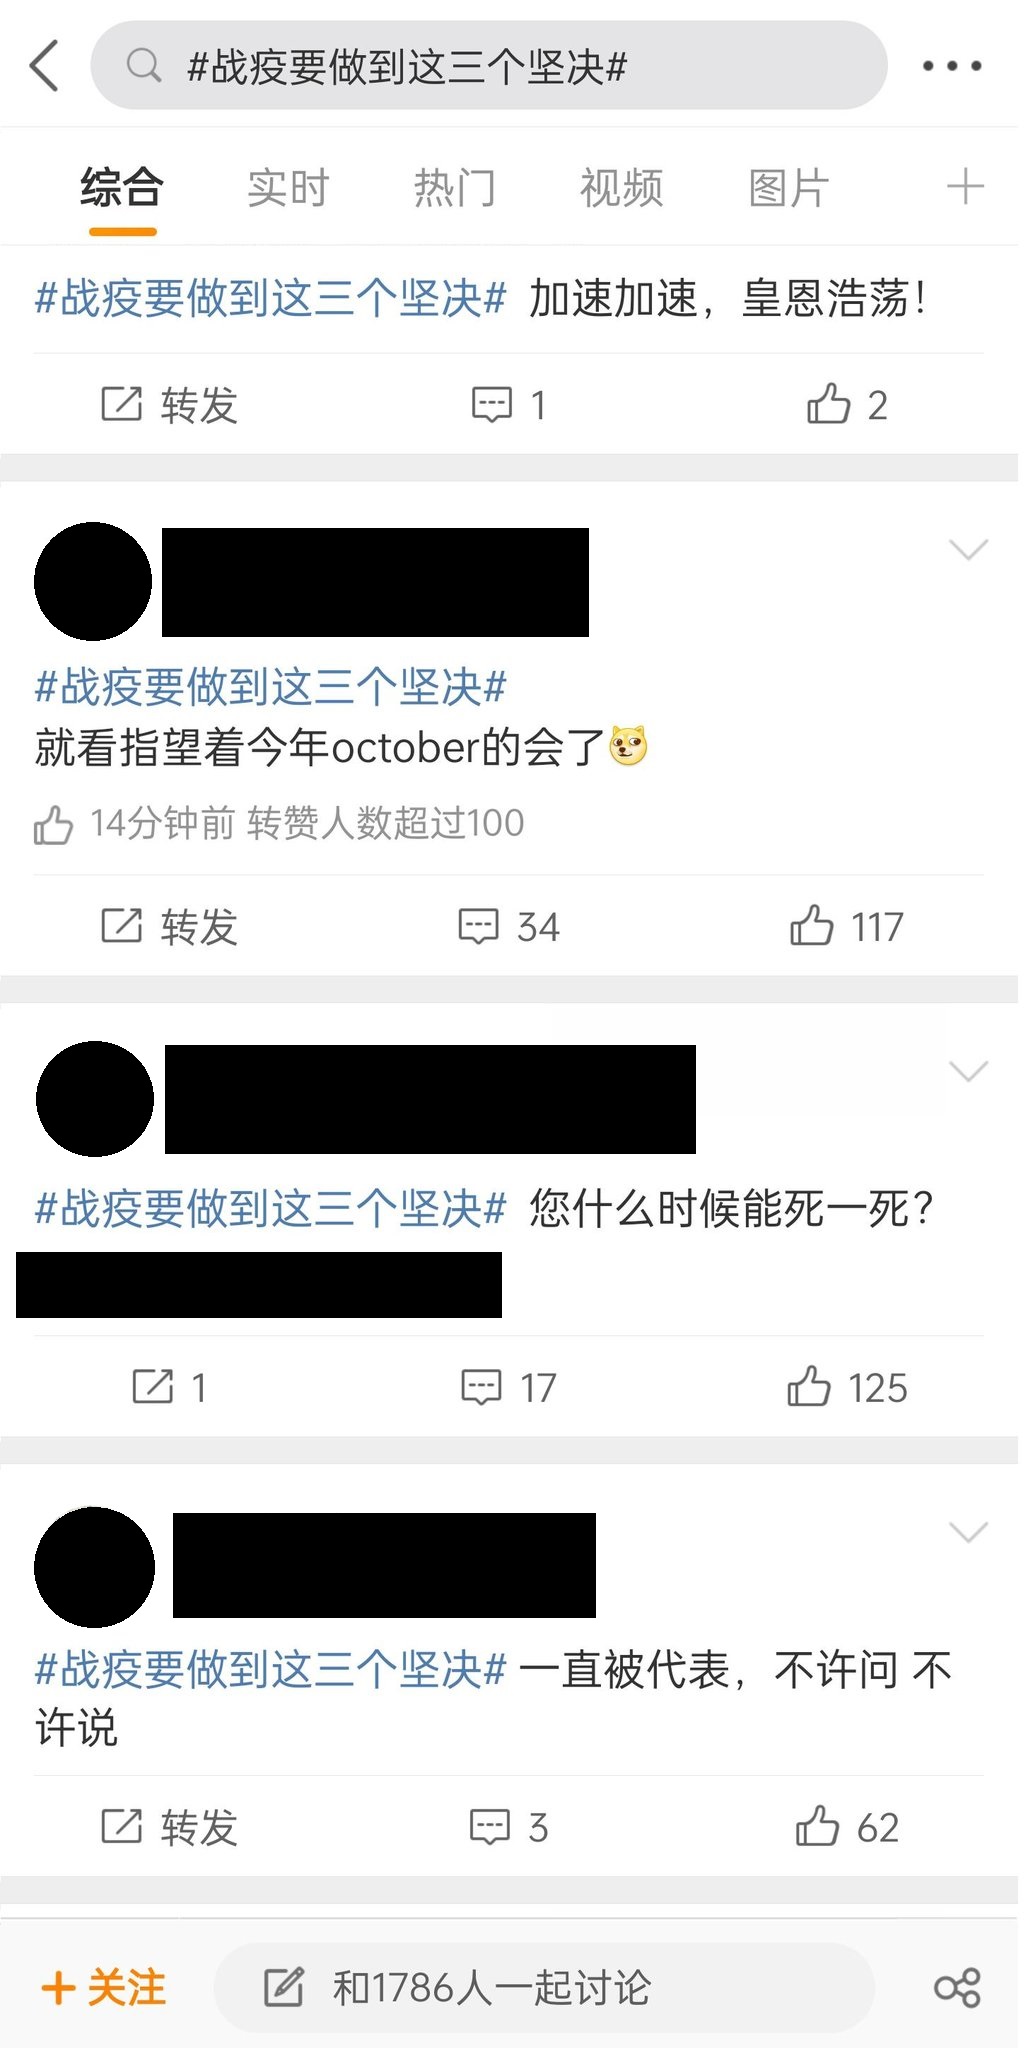 #战疫要做到这三个坚决#
综合 实时 热门 视频 图片
#战疫要做到这三个坚决# 加速加速，皇恩浩荡！
转发 1 2
#战疫要做到这三个坚决#
就看指望着今年october的会了
14分钟前 转赞人数超过100
转发 34 117
#战疫要做到这三个坚决# 您什么时候能死一死？
1 17 125
#战疫要做到这三个坚决# 一直被代表，不许问 不
许说
转发 3 62
+关注 和1786人一起讨论